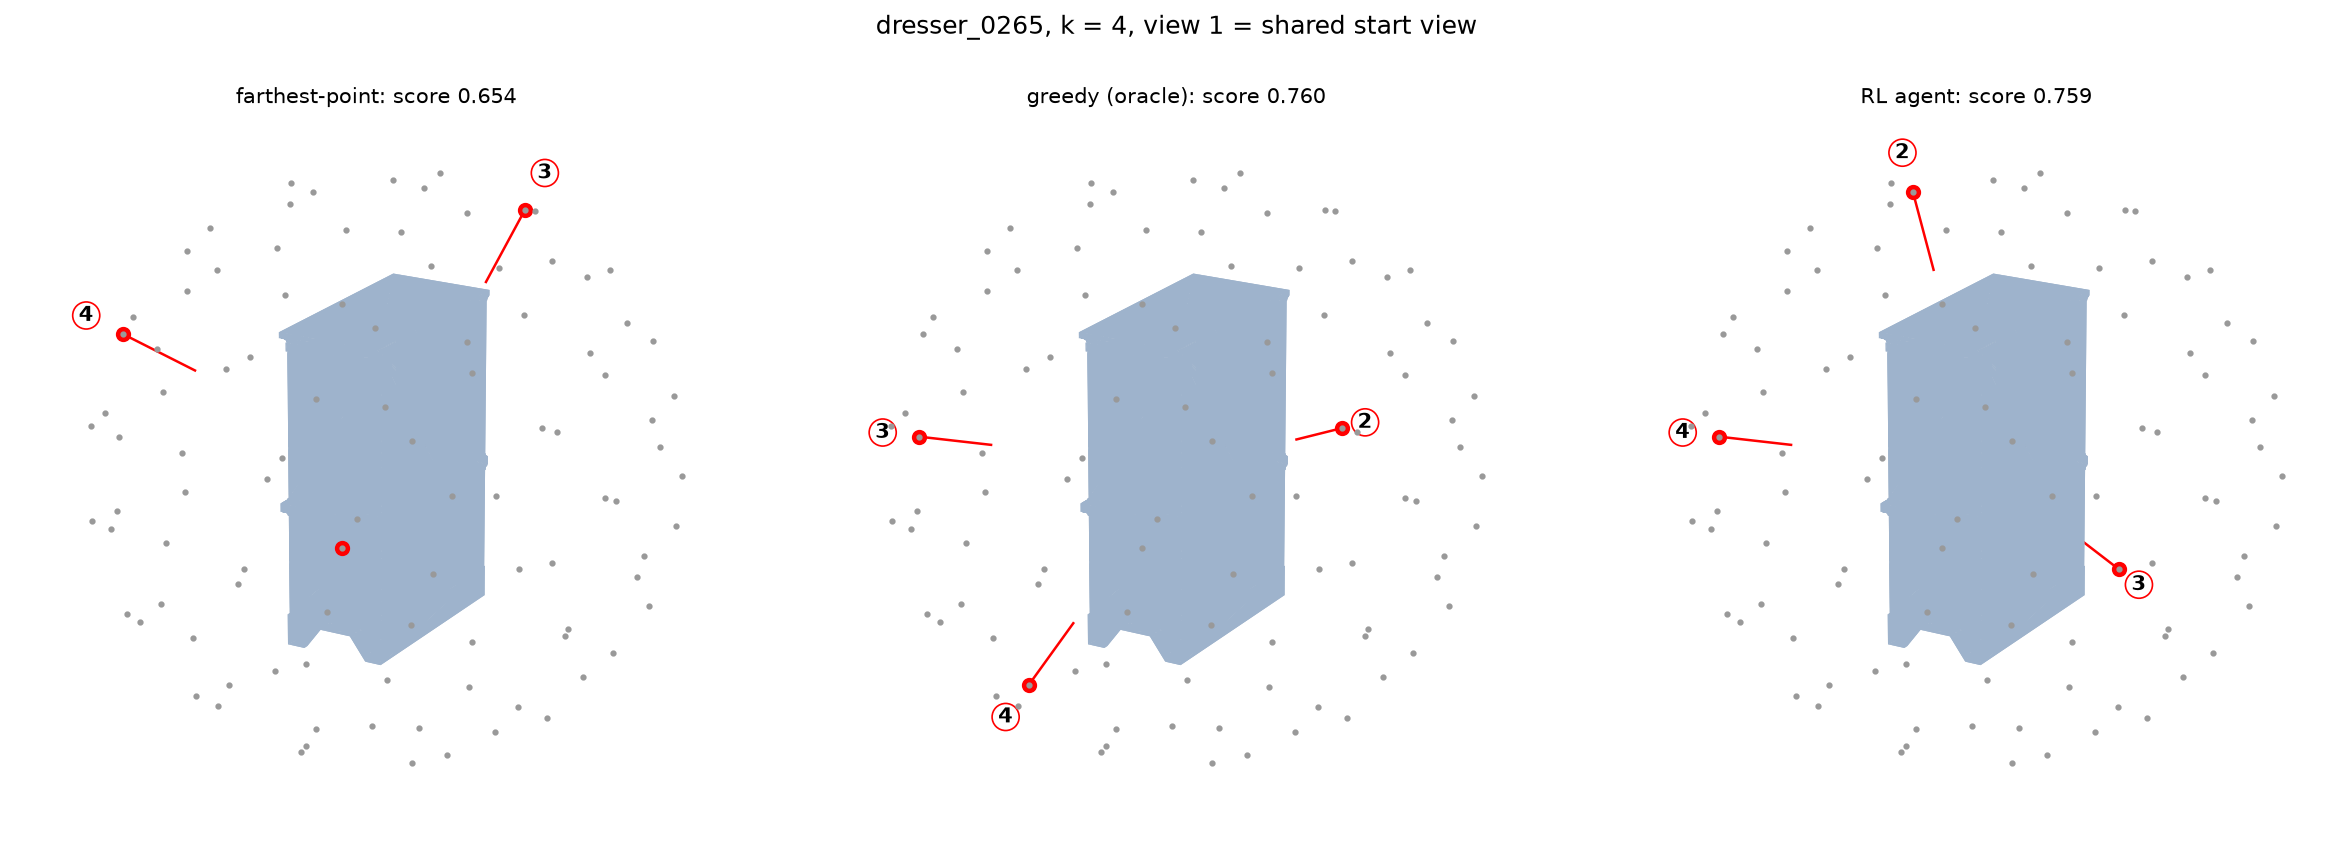 dresser_0265, k = 4, view 1 = shared start view
farthest-point: score 0.654
3
4
greedy (oracle): score 0.760
2
3
4
RL agent: score 0.759
2
4
3